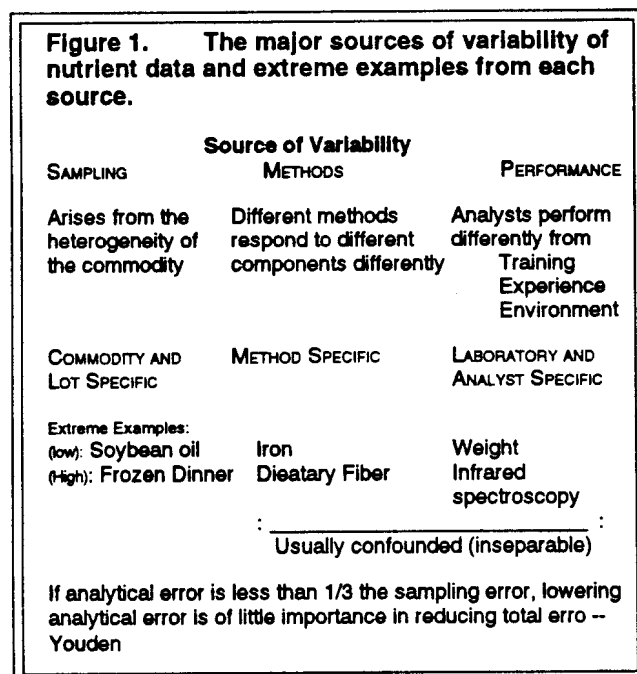 Figure 1. The major sources of variability of
nutrient data and extreme examples from each
source.
Source of Variability
SAMPLING METHODS PERFORMANCE
Arises from the Different methods Analysts perform
heterogeneity of respond to different differently from
the commodity components differently Training
Experience
Environment
COMMODITY AND METHOD SPECIFIC LABORATORY AND
LOT SPECIFIC ANALYST SPECIFIC
Extreme Examples:
(low): Soybean oil Iron Weight
(High): Frozen Dinner Dieatary Fiber Infrared
spectroscopy
: :
Usually confounded (inseparable)
If analytical error is less than 1/3 the sampling error, lowering
analytical error is of little importance in reducing total erro --
Youden